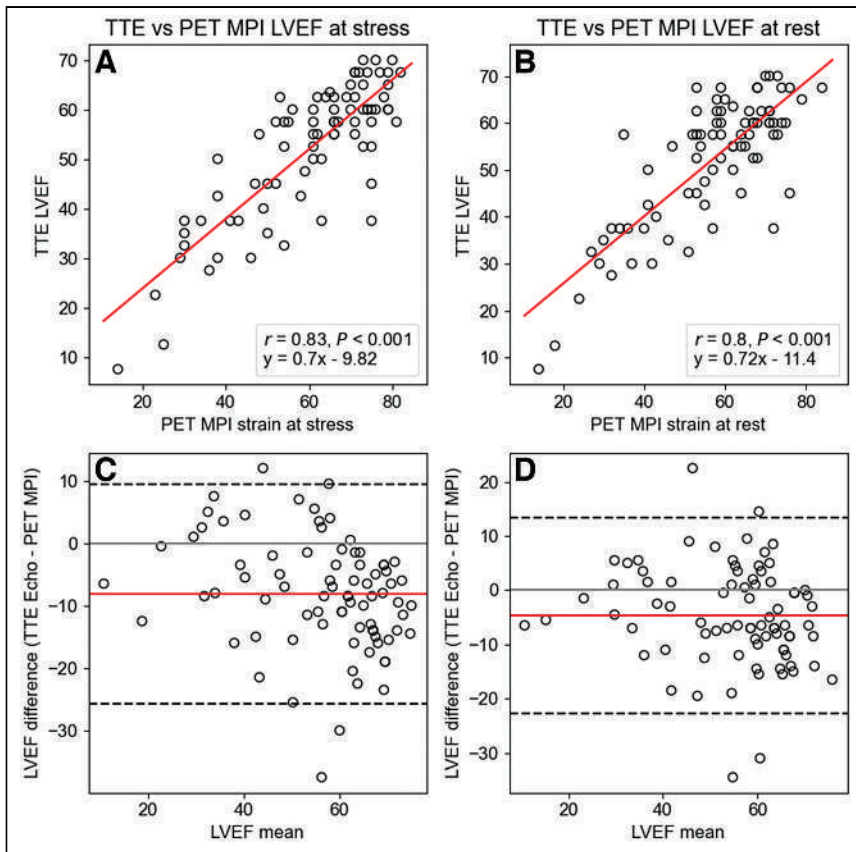 TTE vs PET MPI LVEF at stress
A
TTE LVEF
70
60
50
40
30
20
10
r = 0.83, P < 0.001
y = 0.7x - 9.82
20
40
60
80
PET MPI strain at stress
TTE vs PET MPI LVEF at rest
B
TTE LVEF
70
60
50
40
30
20
10
r = 0.8, P < 0.001
y = 0.72x - 11.4
20
40
60
80
PET MPI strain at rest
C
LVEF difference (TTE Echo - PET MPI)
10
0
−10
−20
−30
20
40
60
LVEF mean
D
LVEF difference (TTE Echo - PET MPI)
20
10
0
−10
−20
−30
20
40
60
LVEF mean